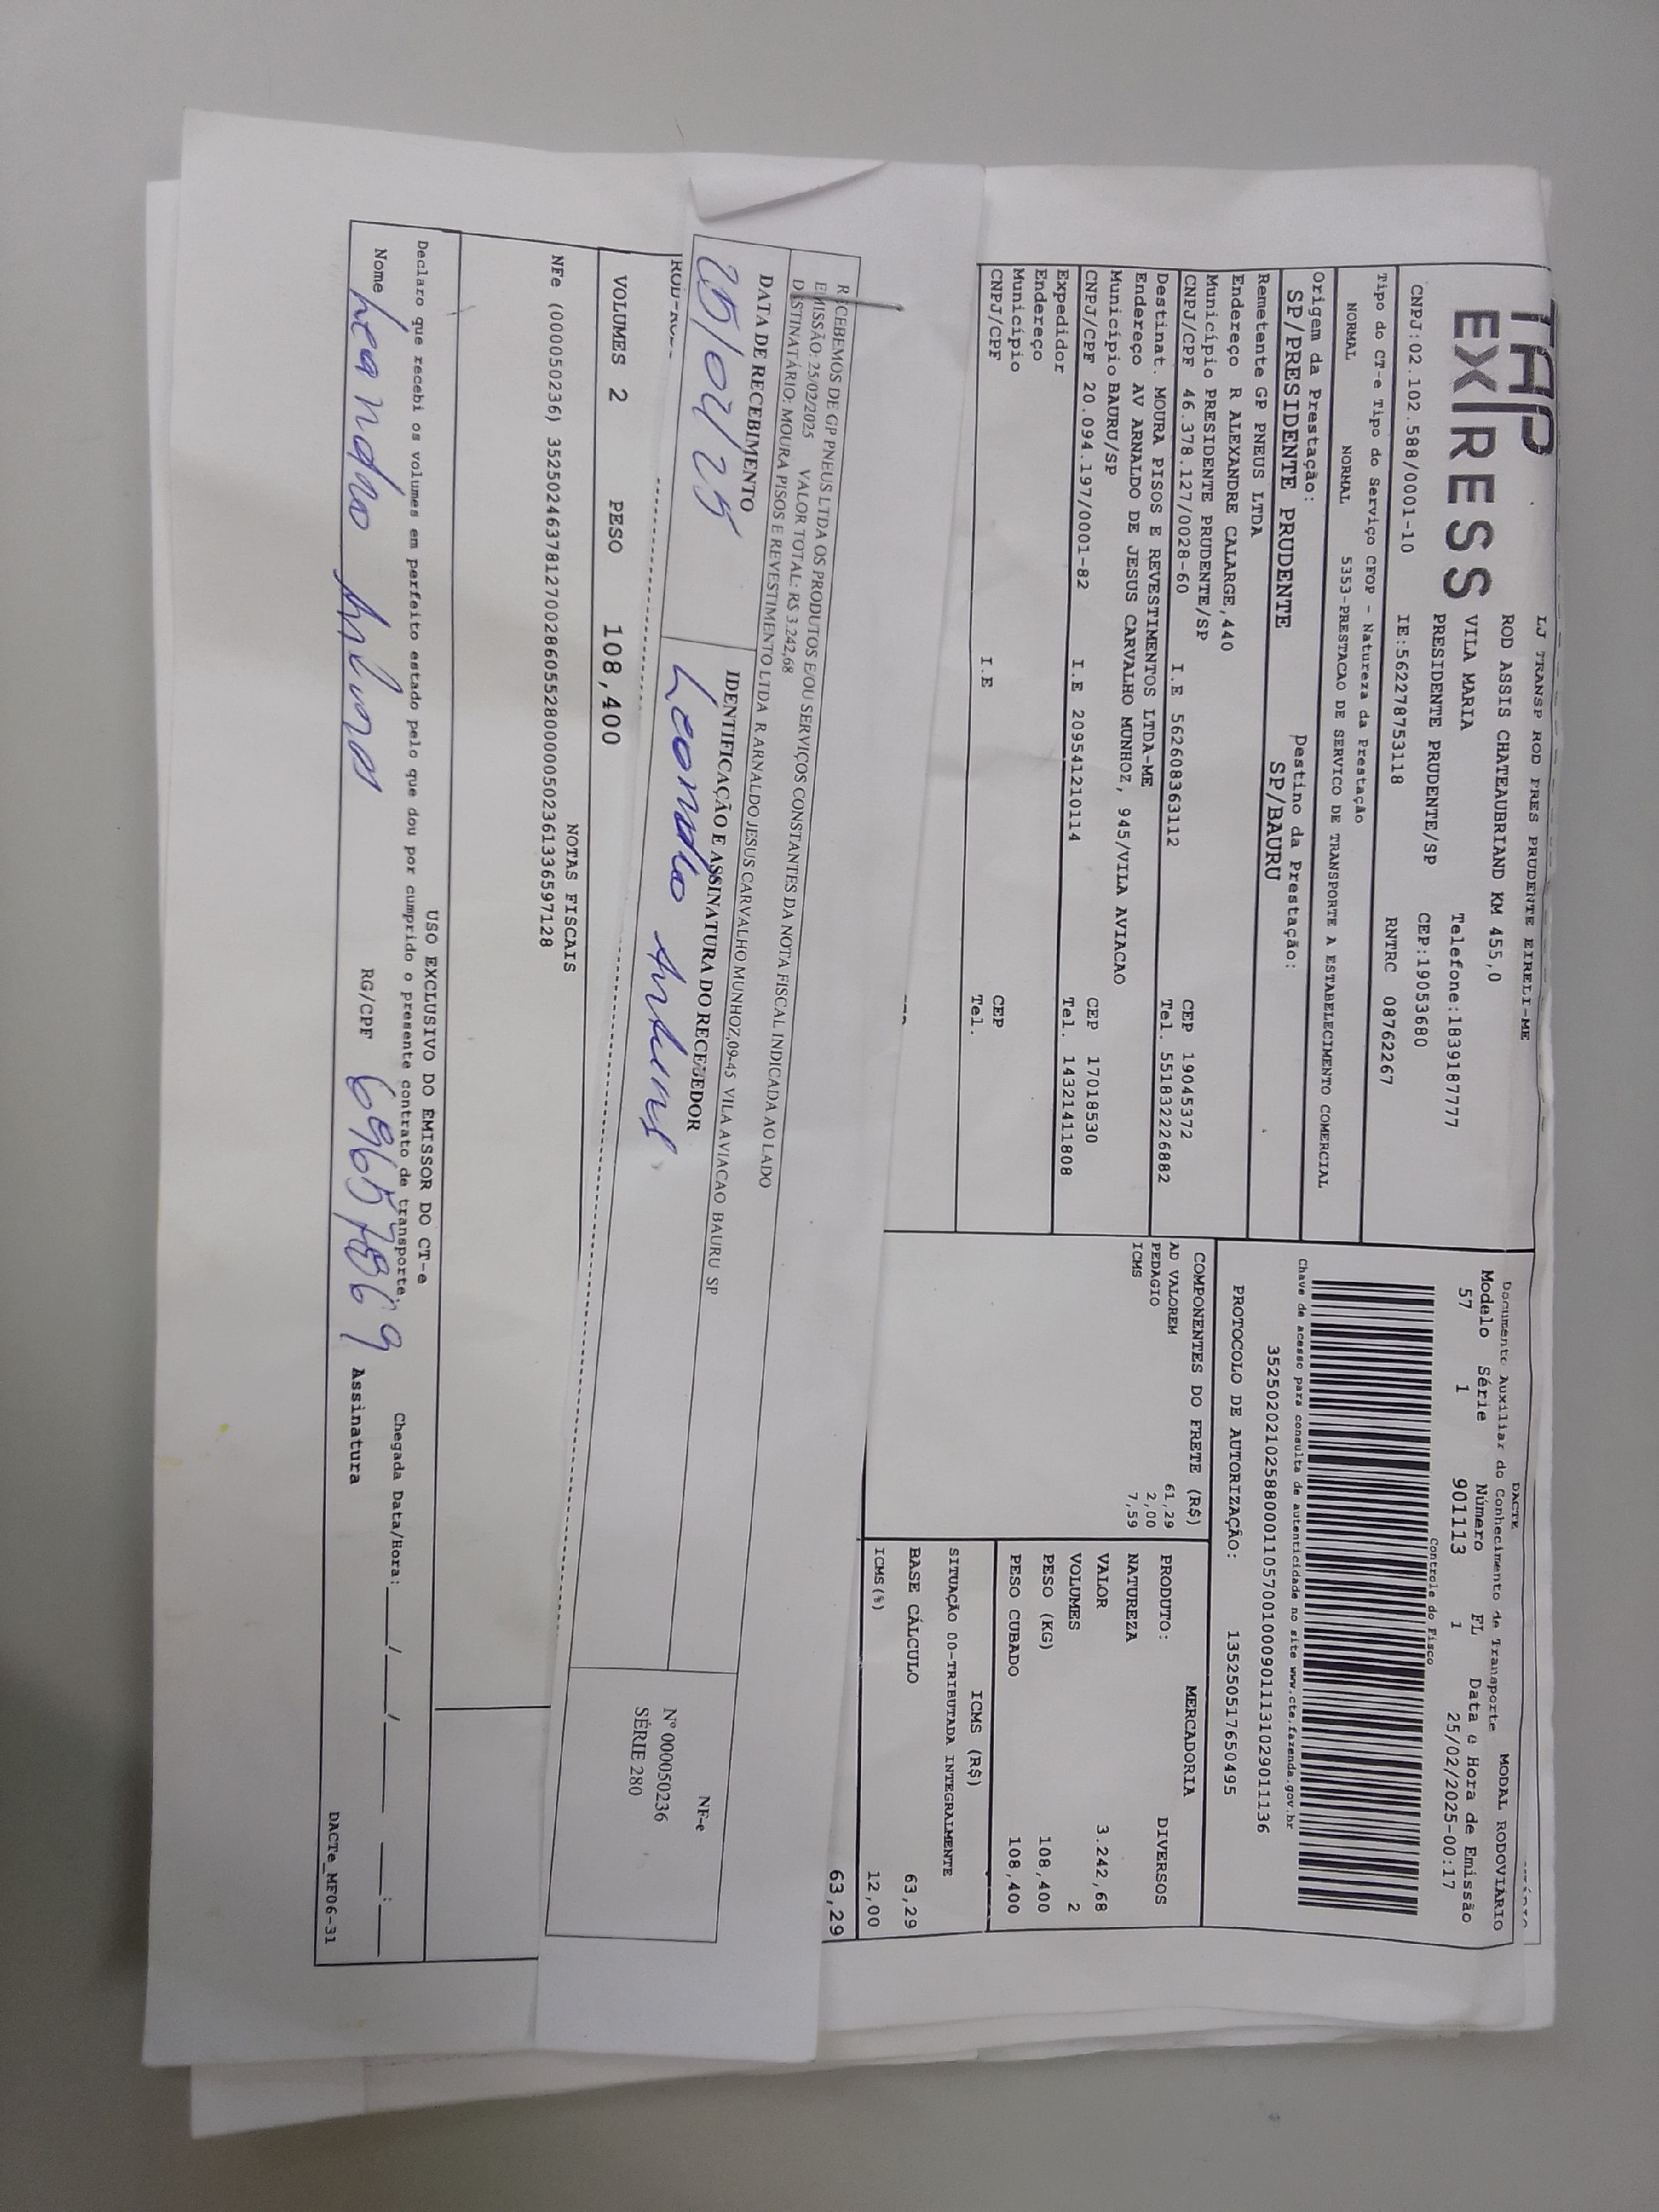 TAP
EXPRESS
LJ TRANSP ROD PRES PRUDENTE EIRELI-ME
ROD ASSIS CHATEAUBRIAND KM 455,0
VILA MARIA Telefone:1839187777
PRESIDENTE PRUDENTE/SP CEP:19053680
CNPJ:02.102.588/0001-10 IE:562278753118 RNTRC 08762267
Tipo do CT-e Tipo do Serviço CFOP - Natureza da Prestação
NORMAL NORMAL 5353-PRESTACAO DE SERVICO DE TRANSPORTE A ESTABELECIMENTO COMERCIAL
Origem da Prestação: Destino da Prestação:
SP/PRESIDENTE PRUDENTE SP/BAURU
Remetente GP PNEUS LTDA
Endereço R ALEXANDRE CALARGE,440
Município PRESIDENTE PRUDENTE/SP CEP 19045372
CNPJ/CPF 46.378.127/0028-60 I.E 562608363112 Tel. 551832226882
Destinat. MOURA PISOS E REVESTIMENTOS LTDA-ME
Endereço AV ARNALDO DE JESUS CARVALHO MUNHOZ, 945/VILA AVIACAO
Município BAURU/SP CEP 17018530
CNPJ/CPF 20.094.197/0001-82 I.E 209541210114 Tel. 14321411808
Expedidor
Endereço
Município CEP
CNPJ/CPF I.E Tel.
DACTE
Documento Auxiliar do Conhecimento de Transporte MODAL RODOVIÁRIO
Modelo Série Número FL Data e Hora de Emissão
57 1 901113 1 25/02/2025-00:17
Controle do Fisco
Chave de acesso para consulta de autenticidade no site www.cte.fazenda.gov.br
35250202102588000110570010009011131029011136
PROTOCOLO DE AUTORIZAÇÃO: 135250517650495
COMPONENTES DO FRETE (R$)
AD VALOREM 61,29
PEDAGIO 2,00
ICMS 7,59
MERCADORIA
PRODUTO: DIVERSOS
NATUREZA
VALOR 3.242,68
VOLUMES 2
PESO (KG) 108,400
PESO CUBADO 108,400
ICMS (R$)
SITUAÇÃO 00-TRIBUTADA INTEGRALMENTE
BASE CÁLCULO 63,29
ICMS(%) 12,00
63,29
RECEBEMOS DE GP PNEUS LTDA OS PRODUTOS E/OU SERVIÇOS CONSTANTES DA NOTA FISCAL INDICADA AO LADO
EMISSÃO: 25/02/2025 VALOR TOTAL: R$ 3.242,68
DESTINATÁRIO: MOURA PISOS E REVESTIMENTO LTDA R ARNALDO JESUS CARVALHO MUNHOZ,09-45 VILA AVIACAO BAURU SP
DATA DE RECEBIMENTO IDENTIFICAÇÃO E ASSINATURA DO RECEBEDOR
Leandro
NF-e
Nº 000050236
SÉRIE 280
VOLUMES 2 PESO 108,400
NOTAS FISCAIS
NFe (000050236) 35250246378127002860552800000502361336597128
USO EXCLUSIVO DO EMISSOR DO CT-e
Declaro que recebi os volumes em perfeito estado pelo que dou por cumprido o presente contrato de transporte.
Nome Leandro RG/CPF Assinatura Chegada Data/Hora: ___/___/____ ___:___
DACTe_MF06-31